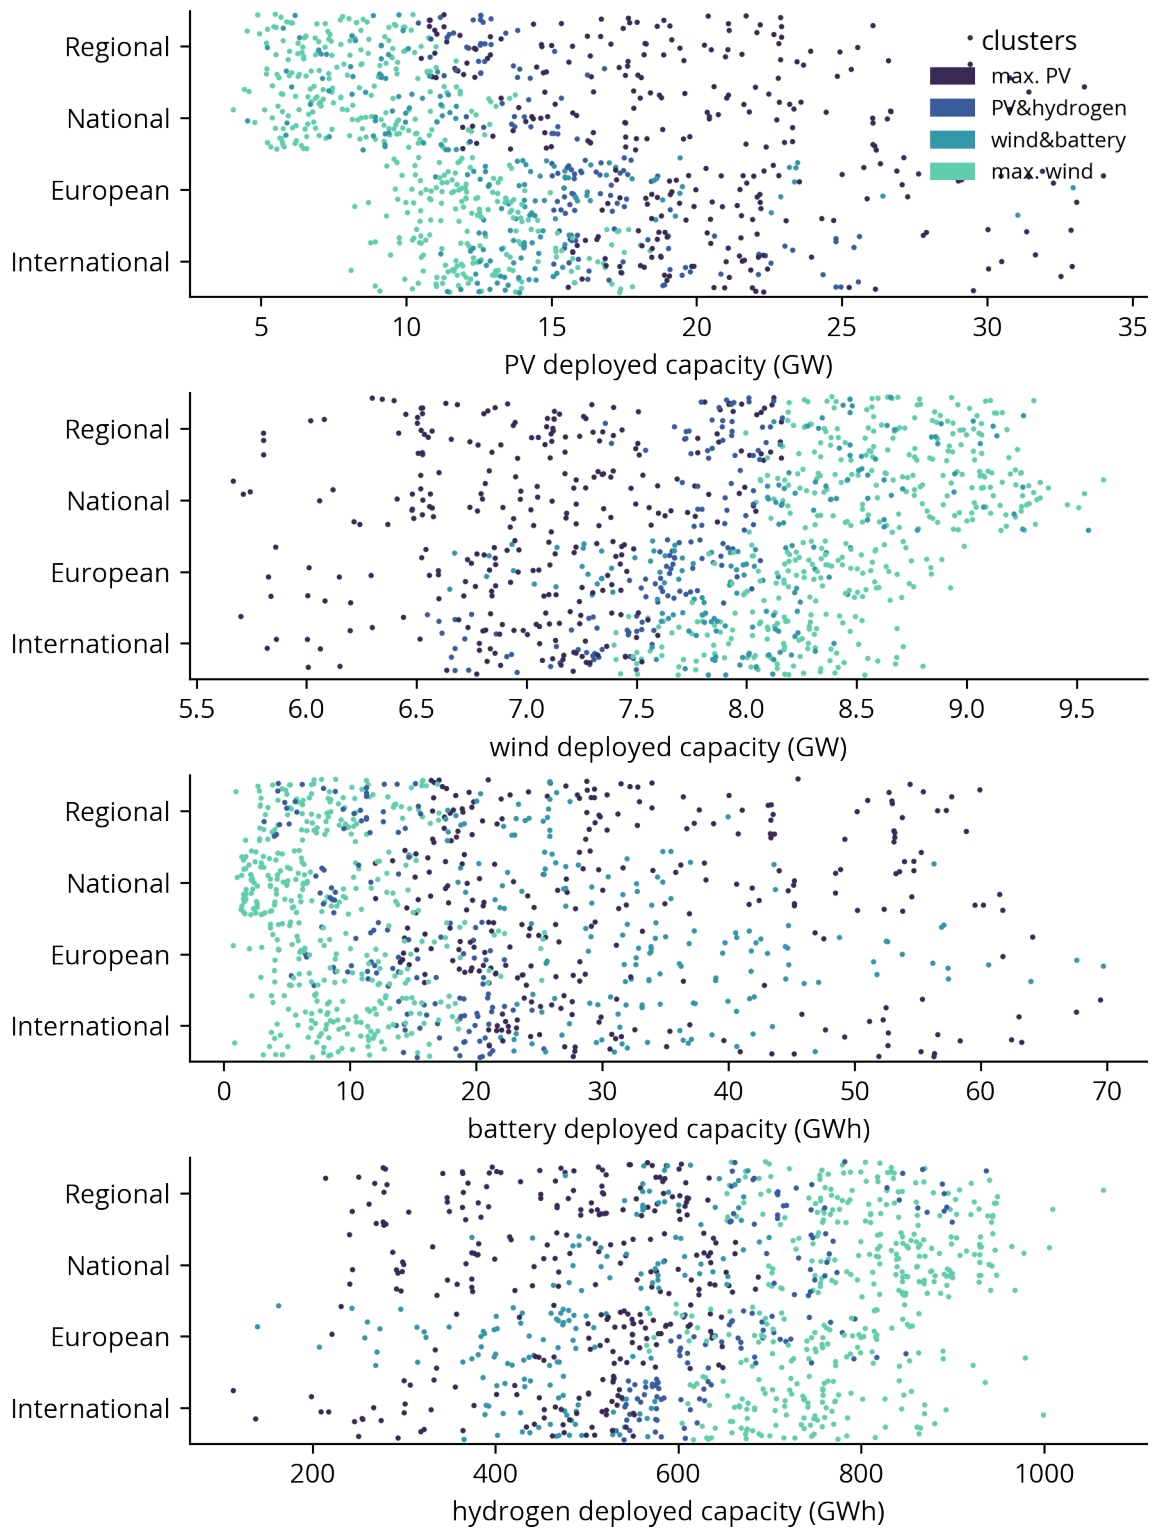 clusters
max. PV
PV&hydrogen
wind&battery
max. wind
Regional
National
European
International
5 10 15 20 25 30 35
PV deployed capacity (GW)
Regional
National
European
International
5.5 6.0 6.5 7.0 7.5 8.0 8.5 9.0 9.5
wind deployed capacity (GW)
Regional
National
European
International
0 10 20 30 40 50 60 70
battery deployed capacity (GWh)
Regional
National
European
International
200 400 600 800 1000
hydrogen deployed capacity (GWh)